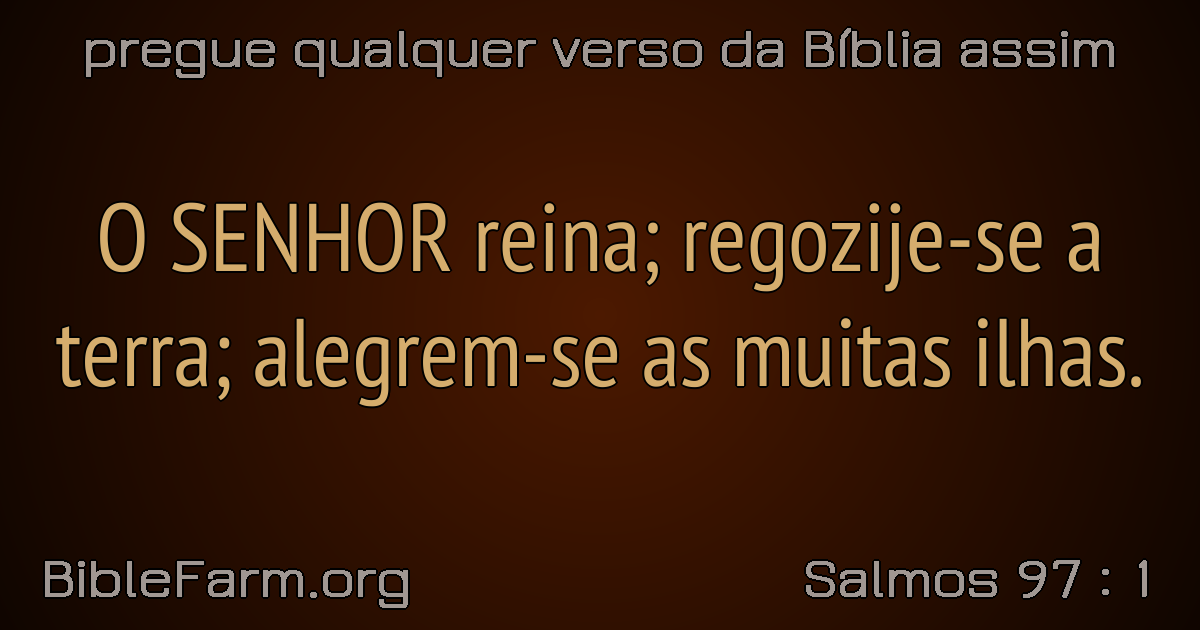 pregue qualquer verso da Bíblia assim
O SENHOR reina; regozije-se a
terra; alegrem-se as muitas ilhas.
BibleFarm.org
Salmos 97 : 1